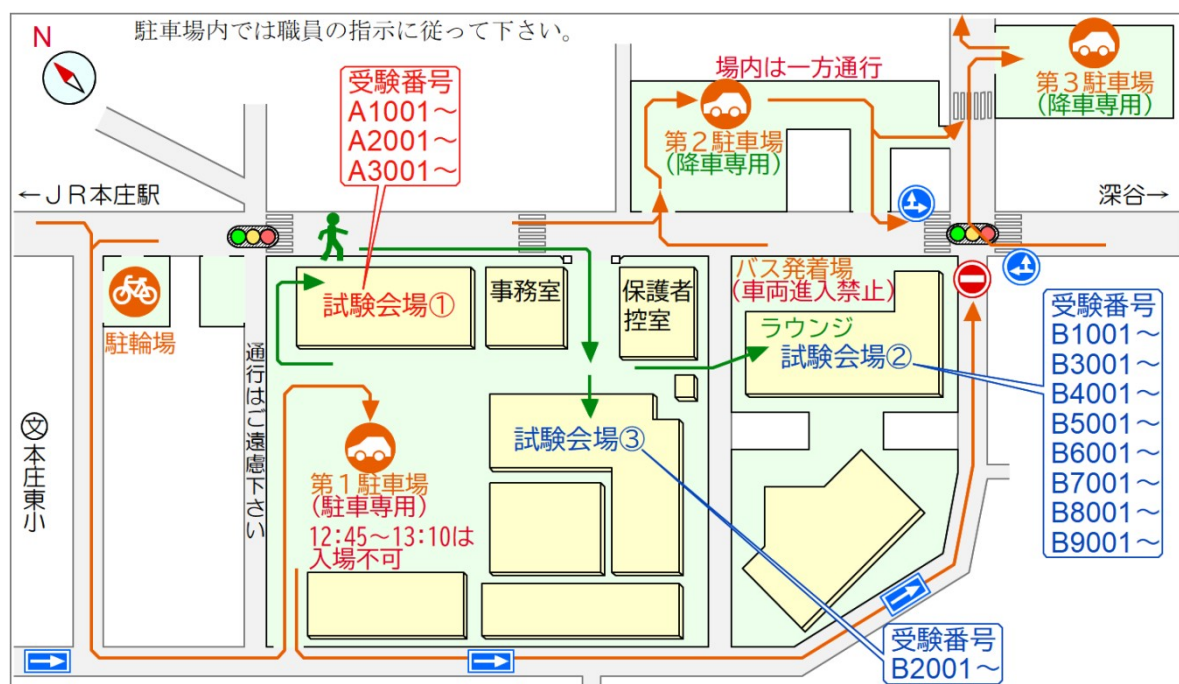 駐車場内では職員の指示に従って下さい。
N
受験番号
A1001～
A2001～
A3001～
場内は一方通行
第2駐車場
(降車専用)
第3駐車場
(降車専用)
←JR本庄駅
深谷→
駐輪場
試験会場①
事務室
保護者
控室
バス発着場
(車両進入禁止)
ラウンジ
試験会場②
受験番号
B1001～
B3001～
B4001～
B5001～
B6001～
B7001～
B8001～
B9001～
文本庄東小
通行はご遠慮下さい
第1駐車場
(駐車専用)
12:45～13:10は
入場不可
試験会場③
受験番号
B2001～